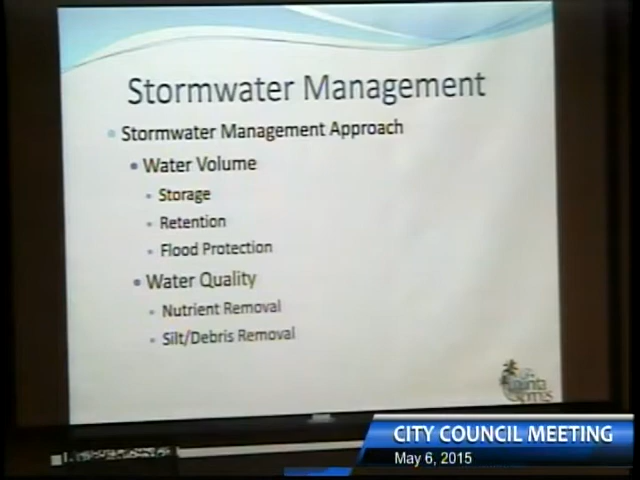 Stormwater Management
Stormwater Management Approach
Water Volume
Storage
Retention
Flood Protection
Water Quality
Nutrient Removal
Silt/Debris Removal
Springs
CITY COUNCIL MEETING
May 6, 2015